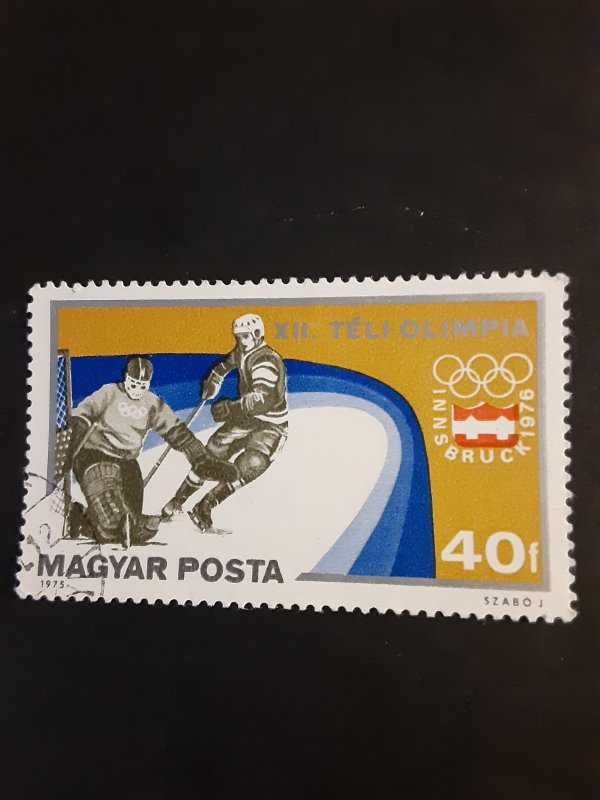 XII. TÉLI OLIMPIA
INNSBRUCK 1976
40f
MAGYAR POSTA
1975
SZABÓ J